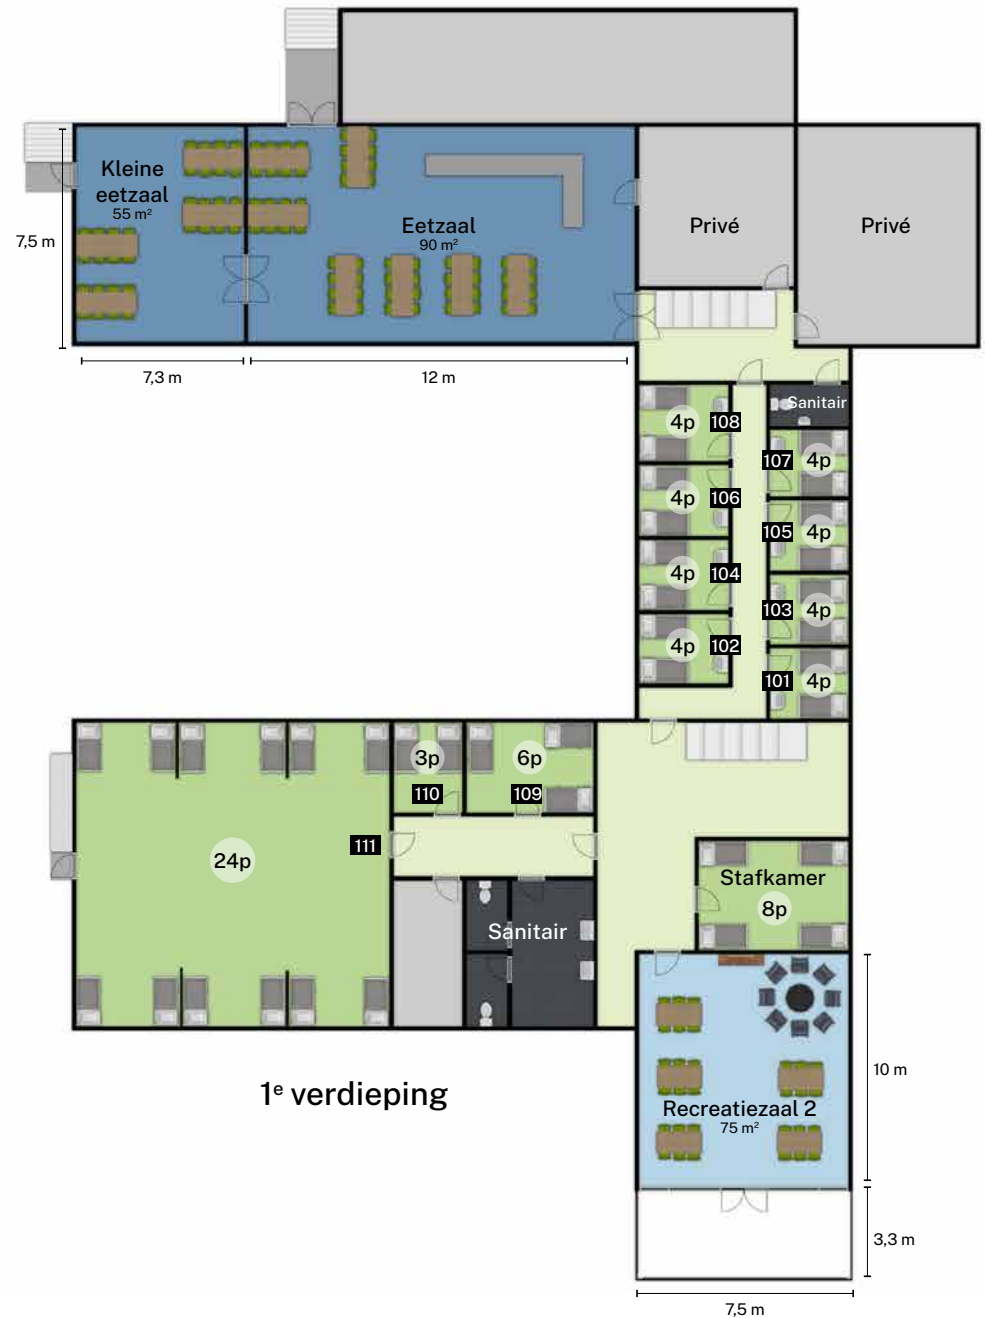 Kleine
eetzaal
55 m²
Eetzaal
90 m²
Privé
Privé
7,5 m
7,3 m
12 m
Sanitair
4p
108
107
4p
4p
106
105
4p
4p
104
103
4p
4p
102
101
4p
3p
110
6p
109
111
24p
Stafkamer
8p
Sanitair
1e verdieping
Recreatiezaal 2
75 m²
10 m
3,3 m
7,5 m